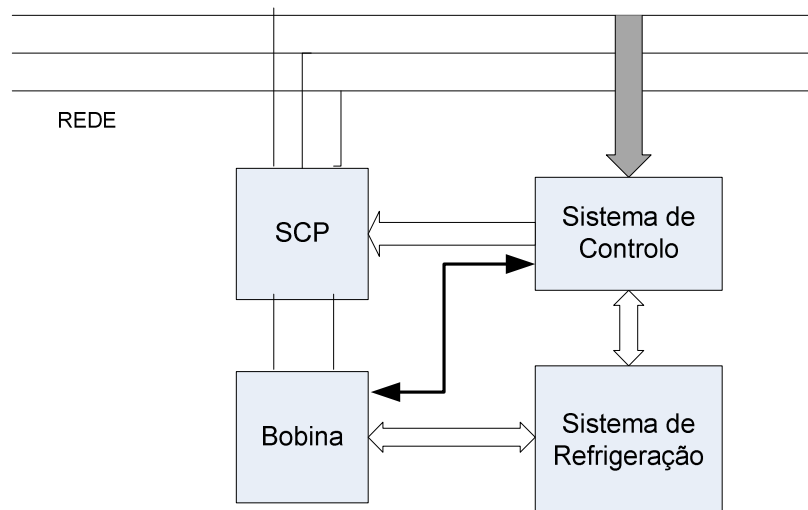 REDE
SCP
Sistema de
Controlo
Bobina
Sistema de
Refrigeração